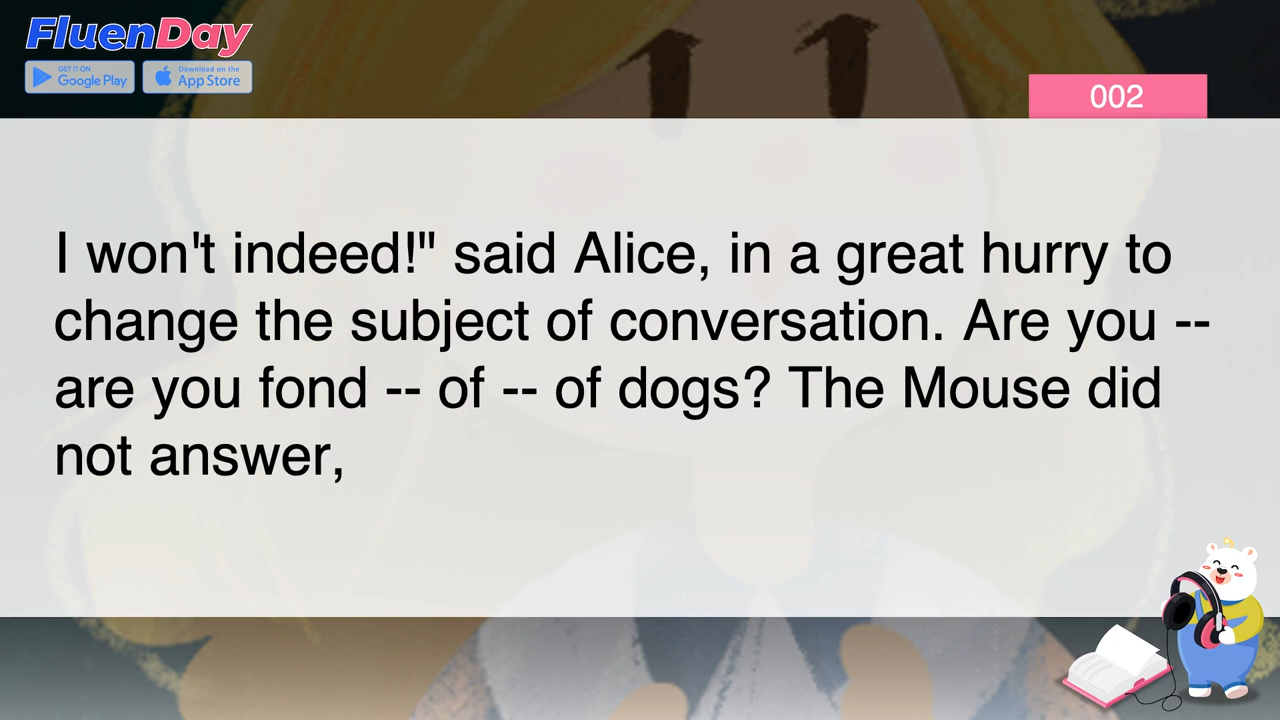 FluenDay
GET IT ON
Google Play
Download on the
App Store
002
I won't indeed!" said Alice, in a great hurry to
change the subject of conversation. Are you --
are you fond -- of -- of dogs? The Mouse did
not answer,